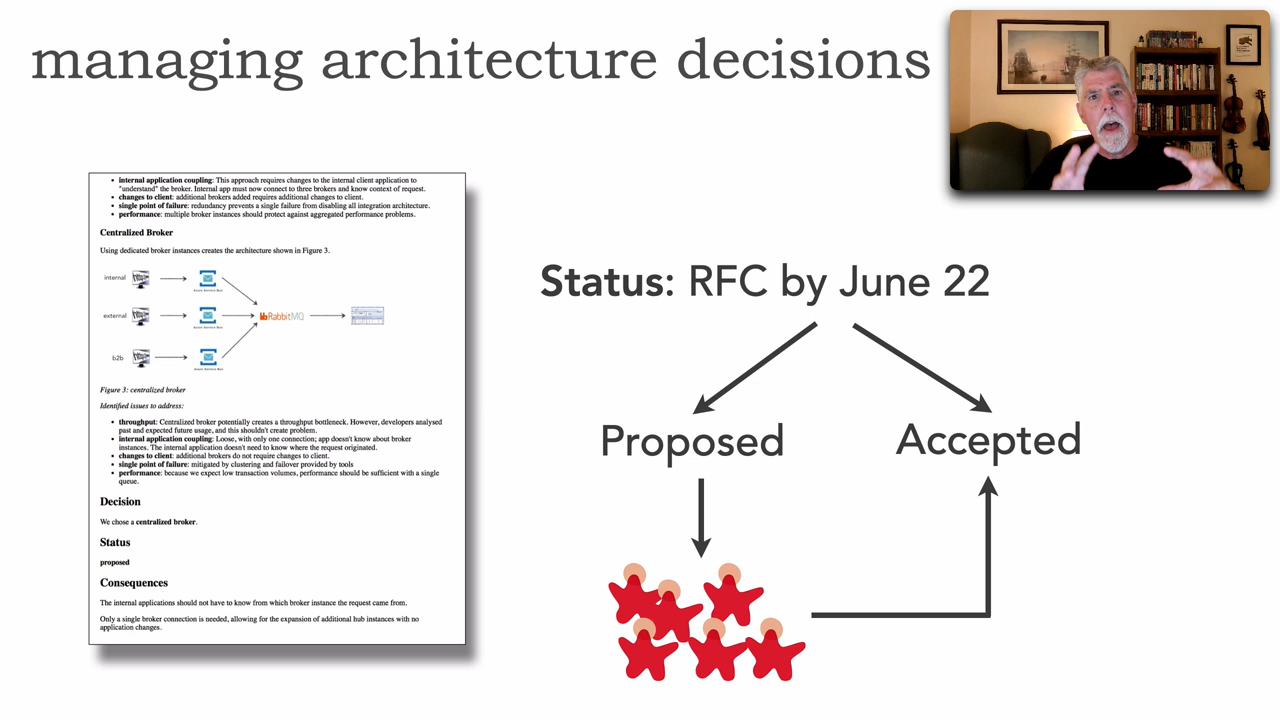 managing architecture decisions
• internal application coupling: This approach requires changes to the internal client application to
"understand" the broker. Internal app must now connect to three brokers and know context of request.
• changes to client: additional brokers added requires additional changes to client.
• single point of failure: redundancy prevents a single failure from disabling all integration architecture.
• performance: multiple broker instances should protect against aggregated performance problems.
Centralized Broker
Using dedicated broker instances creates the architecture shown in Figure 3.
internal
external
RabbitMQ
b2b
Figure 3: centralized broker
Identified issues to address:
• throughput: Centralized broker potentially creates a throughput bottleneck. However, developers analysed
past and expected future usage, and this shouldn't create problem.
• internal application coupling: Loose, with only one connection; app doesn't know about broker
instances. The internal application doesn't need to know where the request originated.
• changes to client: additional brokers do not require changes to client.
• single point of failure: mitigated by clustering and failover provided by tools
• performance: because we expect low transaction volumes, performance should be sufficient with a single
queue.
Decision
We chose a centralized broker.
Status
proposed
Consequences
The internal applications should not have to know from which broker instance the request came from.
Only a single broker connection is needed, allowing for the expansion of additional hub instances with no
application changes.
Status: RFC by June 22
Proposed
Accepted